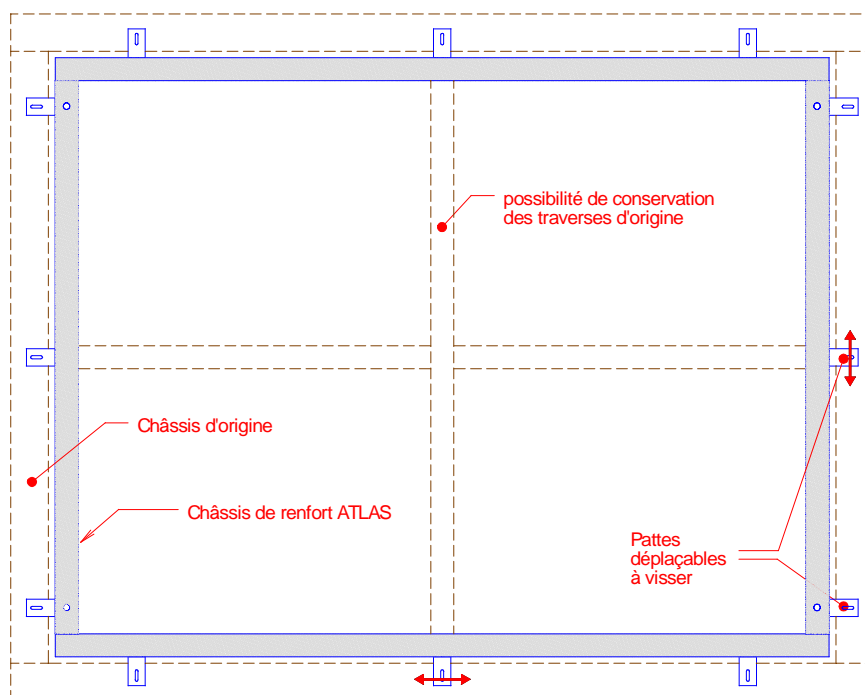 possibilité de conservation
des traverses d'origine
Châssis d'origine
Châssis de renfort ATLAS
Pattes
déplaçables
à visser